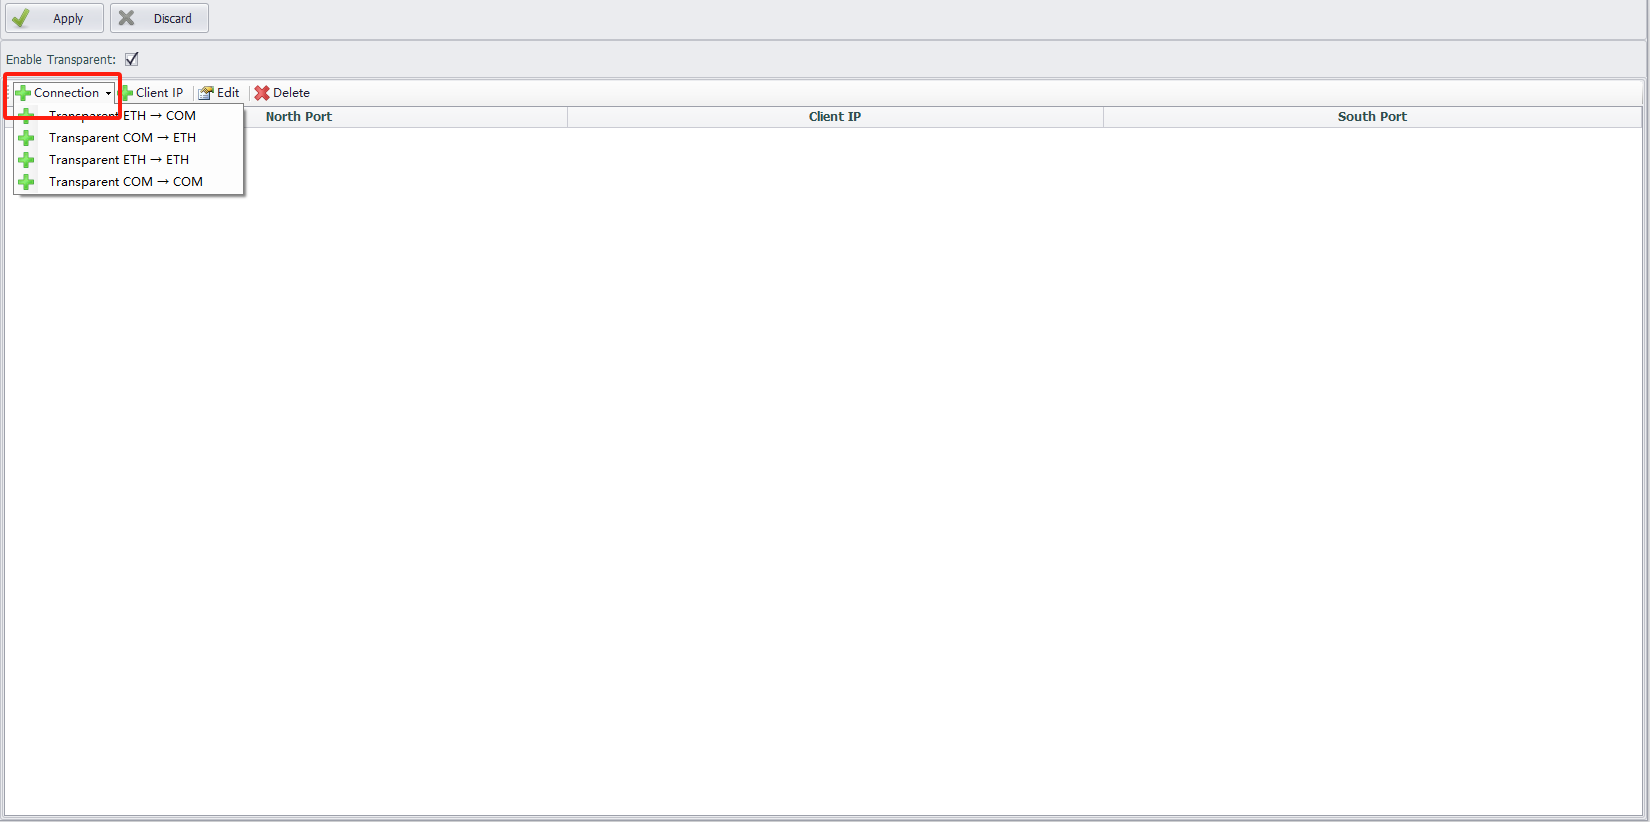 Apply Discard
Enable Transparent:
Connection Client IP Edit Delete
North Port Client IP South Port
Transparent ETH → COM
Transparent COM → ETH
Transparent ETH → ETH
Transparent COM → COM